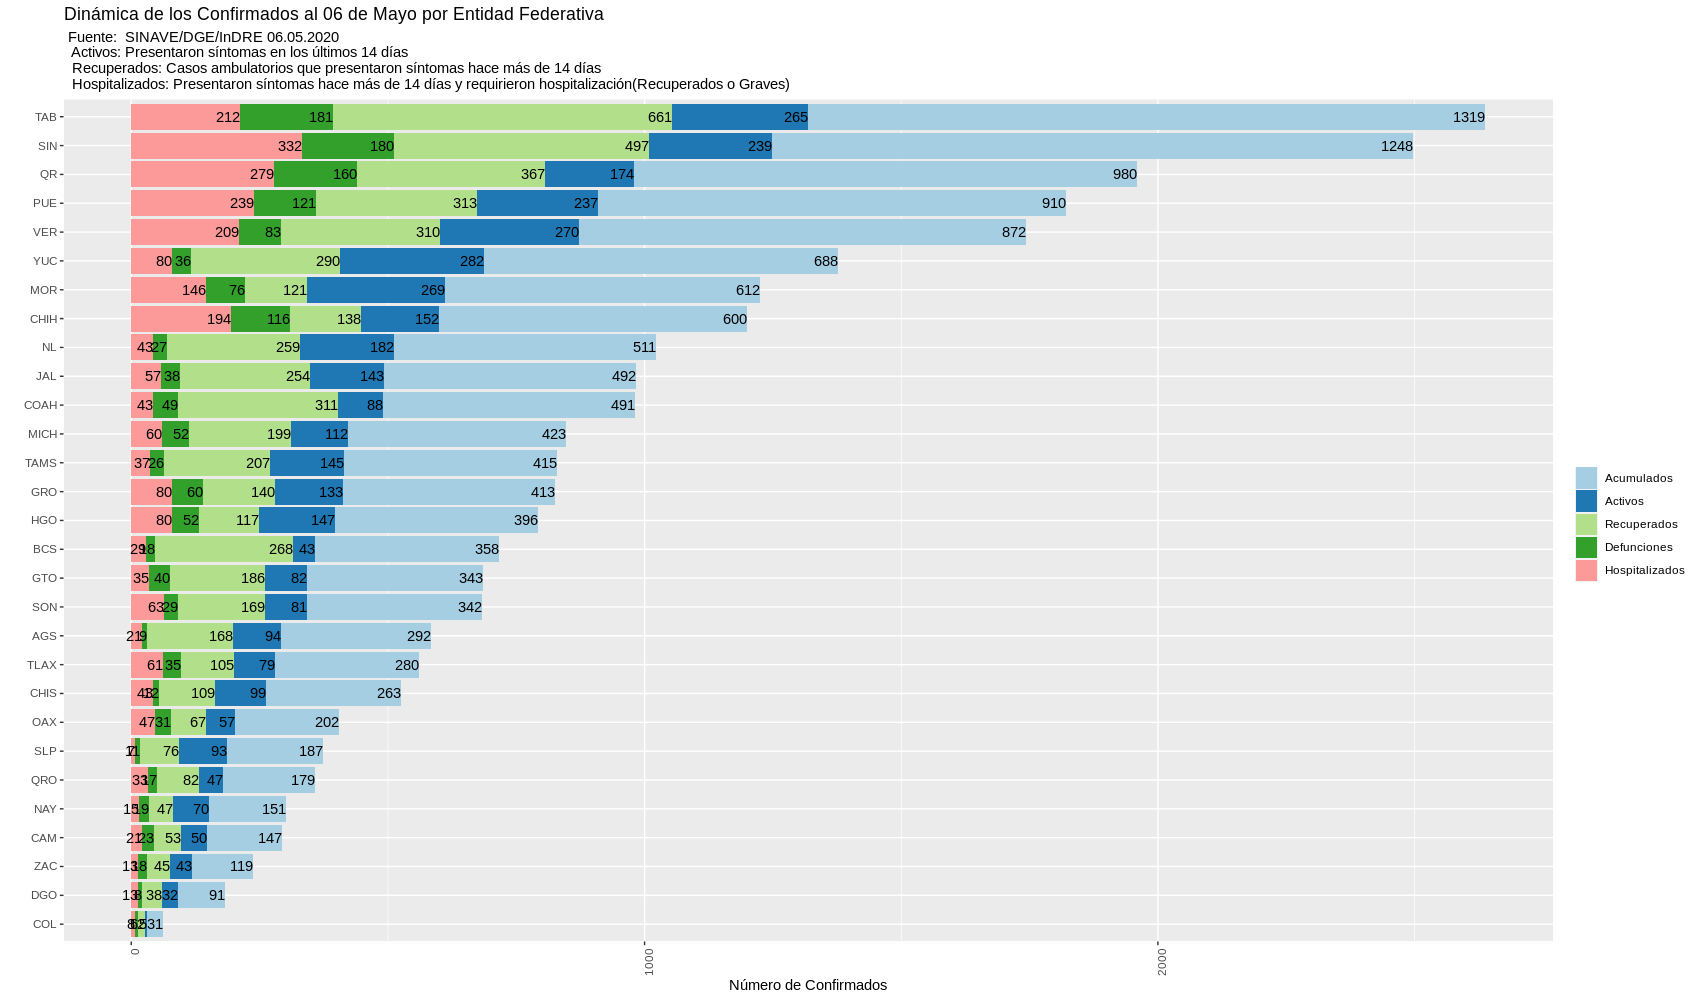 Dinámica de los Confirmados al 06 de Mayo por Entidad Federativa
Fuente: SINAVE/DGE/InDRE 06.05.2020
Activos: Presentaron síntomas en los últimos 14 días
Recuperados: Casos ambulatorios que presentaron síntomas hace más de 14 días
Hospitalizados: Presentaron síntomas hace más de 14 días y requirieron hospitalización(Recuperados o Graves)
TAB 212 181 661 265 1319
SIN 332 180 497 239 1248
QR 279 160 367 174 980
PUE 239 121 313 237 910
VER 209 83 310 270 872
YUC 80 36 290 282 688
MOR 146 76 121 269 612
CHIH 194 116 138 152 600
NL 43 27 259 182 511
JAL 57 38 254 143 492
COAH 43 49 311 88 491
MICH 60 52 199 112 423
TAMS 37 26 207 145 415
GRO 80 60 140 133 413
HGO 80 52 117 147 396
BCS 29 18 268 43 358
GTO 35 40 186 82 343
SON 63 29 169 81 342
AGS 21 9 168 94 292
TLAX 61 35 105 79 280
CHIS 43 12 109 99 263
OAX 47 31 67 57 202
SLP 76 93 187
QRO 33 17 82 47 179
NAY 15 19 47 70 151
CAM 21 23 53 50 147
ZAC 13 18 45 43 119
DGO 13 8 38 32 91
COL 31
0 1000 2000
Número de Confirmados
Acumulados
Activos
Recuperados
Defunciones
Hospitalizados